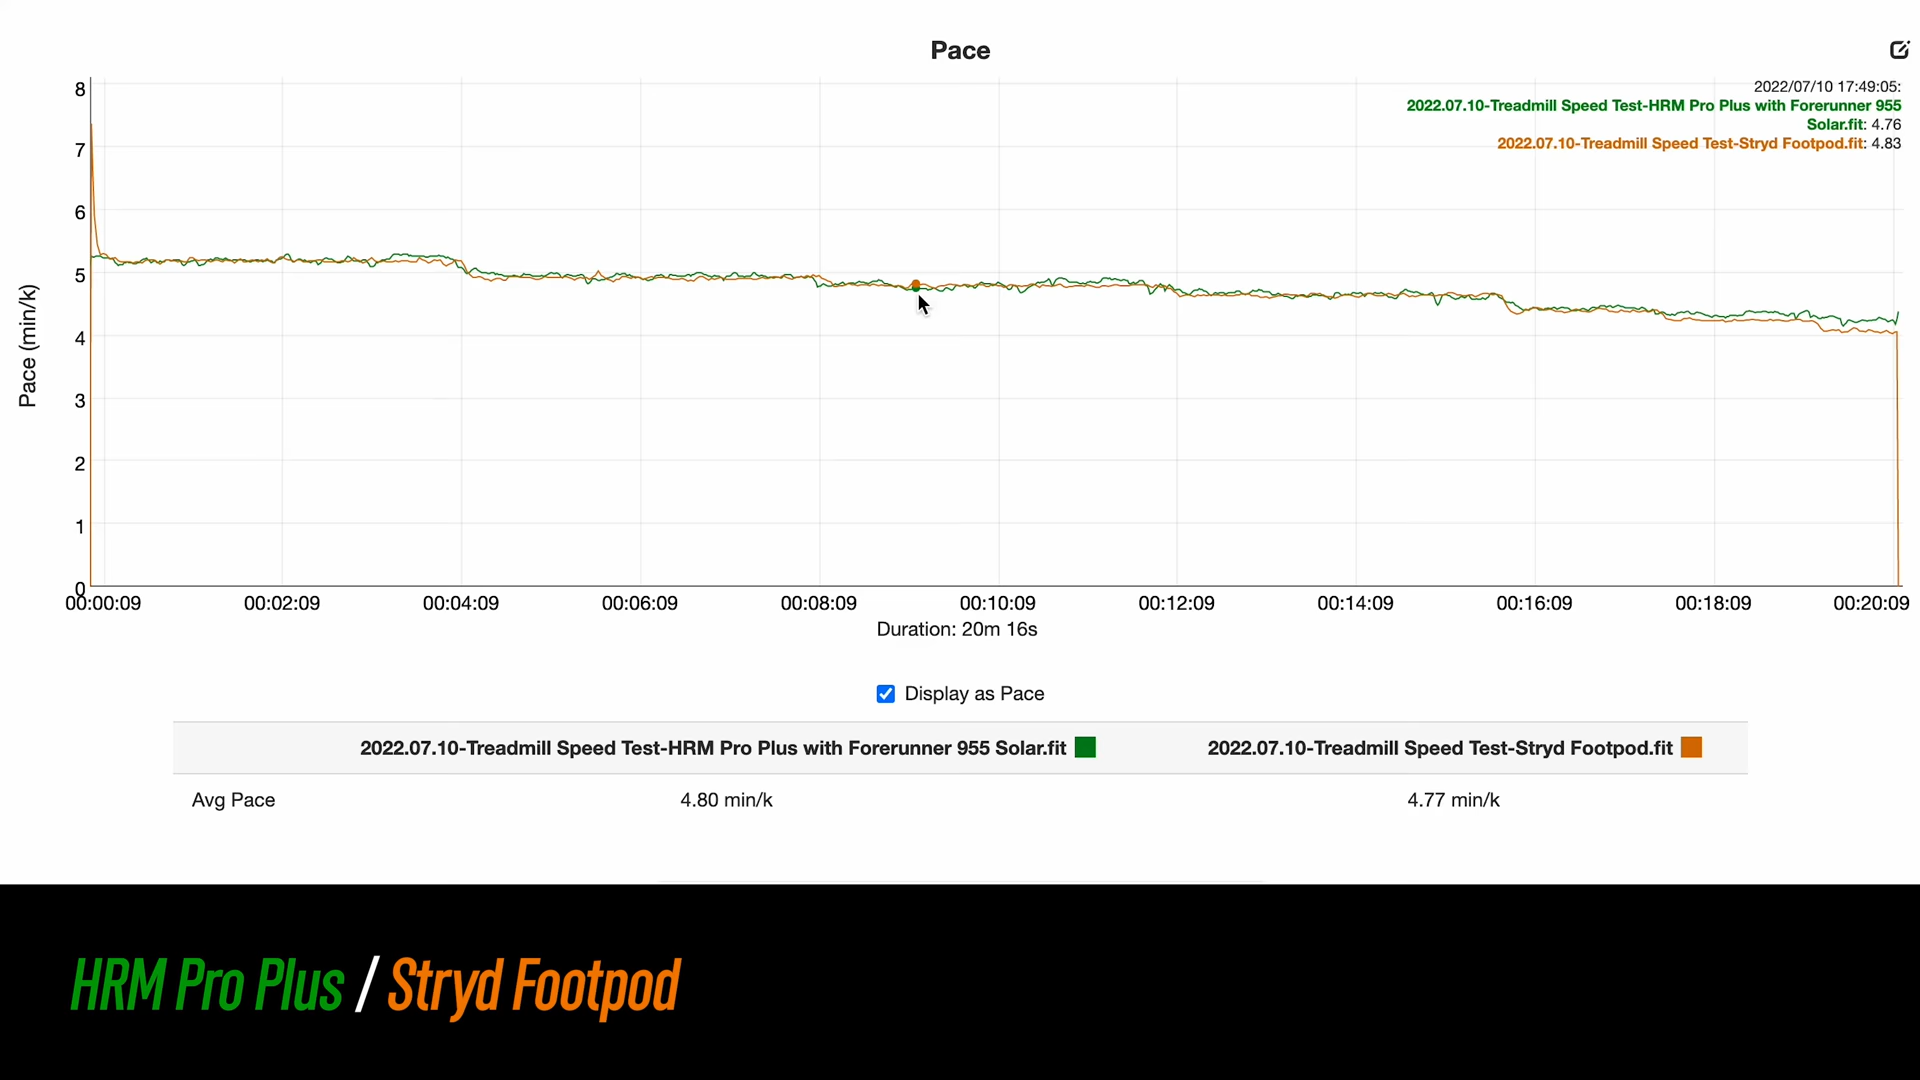 Pace
2022/07/10 17:49:05:
2022.07.10-Treadmill Speed Test-HRM Pro Plus with Forerunner 955
Solar.fit: 4.76
2022.07.10-Treadmill Speed Test-Stryd Footpod.fit: 4.83
8
7
6
5
4
3
2
1
0
Pace (min/k)
00:00:09 00:02:09 00:04:09 00:06:09 00:08:09 00:10:09 00:12:09 00:14:09 00:16:09 00:18:09 00:20:09
Duration: 20m 16s
Display as Pace
2022.07.10-Treadmill Speed Test-HRM Pro Plus with Forerunner 955 Solar.fit 2022.07.10-Treadmill Speed Test-Stryd Footpod.fit
Avg Pace 4.80 min/k 4.77 min/k
HRM Pro Plus / Stryd Footpod